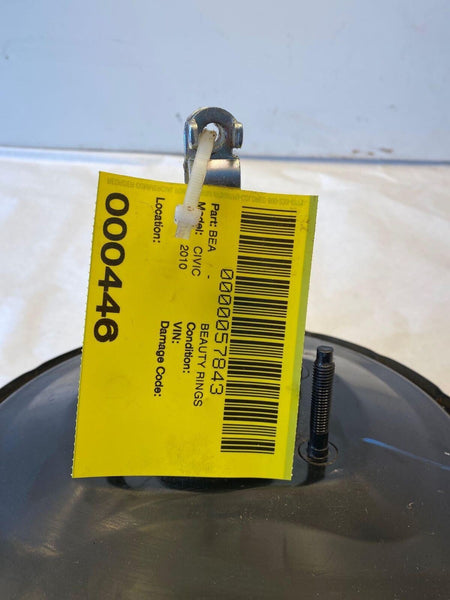 0000057843
Part: BEA - BEAUTY RINGS
Model: CIVIC Condition:
2010 VIN:
Location: Damage Code:
000446